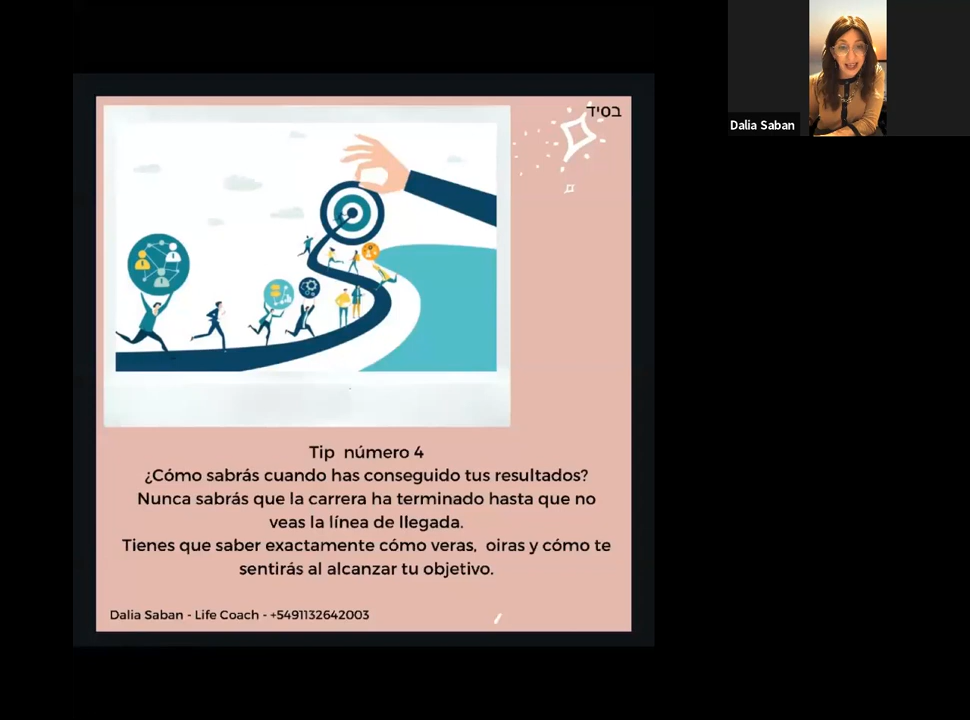 בסיד
Dalia Saban
Tip número 4
¿Cómo sabrás cuando has conseguido tus resultados?
Nunca sabrás que la carrera ha terminado hasta que no
veas la línea de llegada.
Tienes que saber exactamente cómo veras, oiras y cómo te
sentirás al alcanzar tu objetivo.
Dalia Saban - Life Coach - +5491132642003